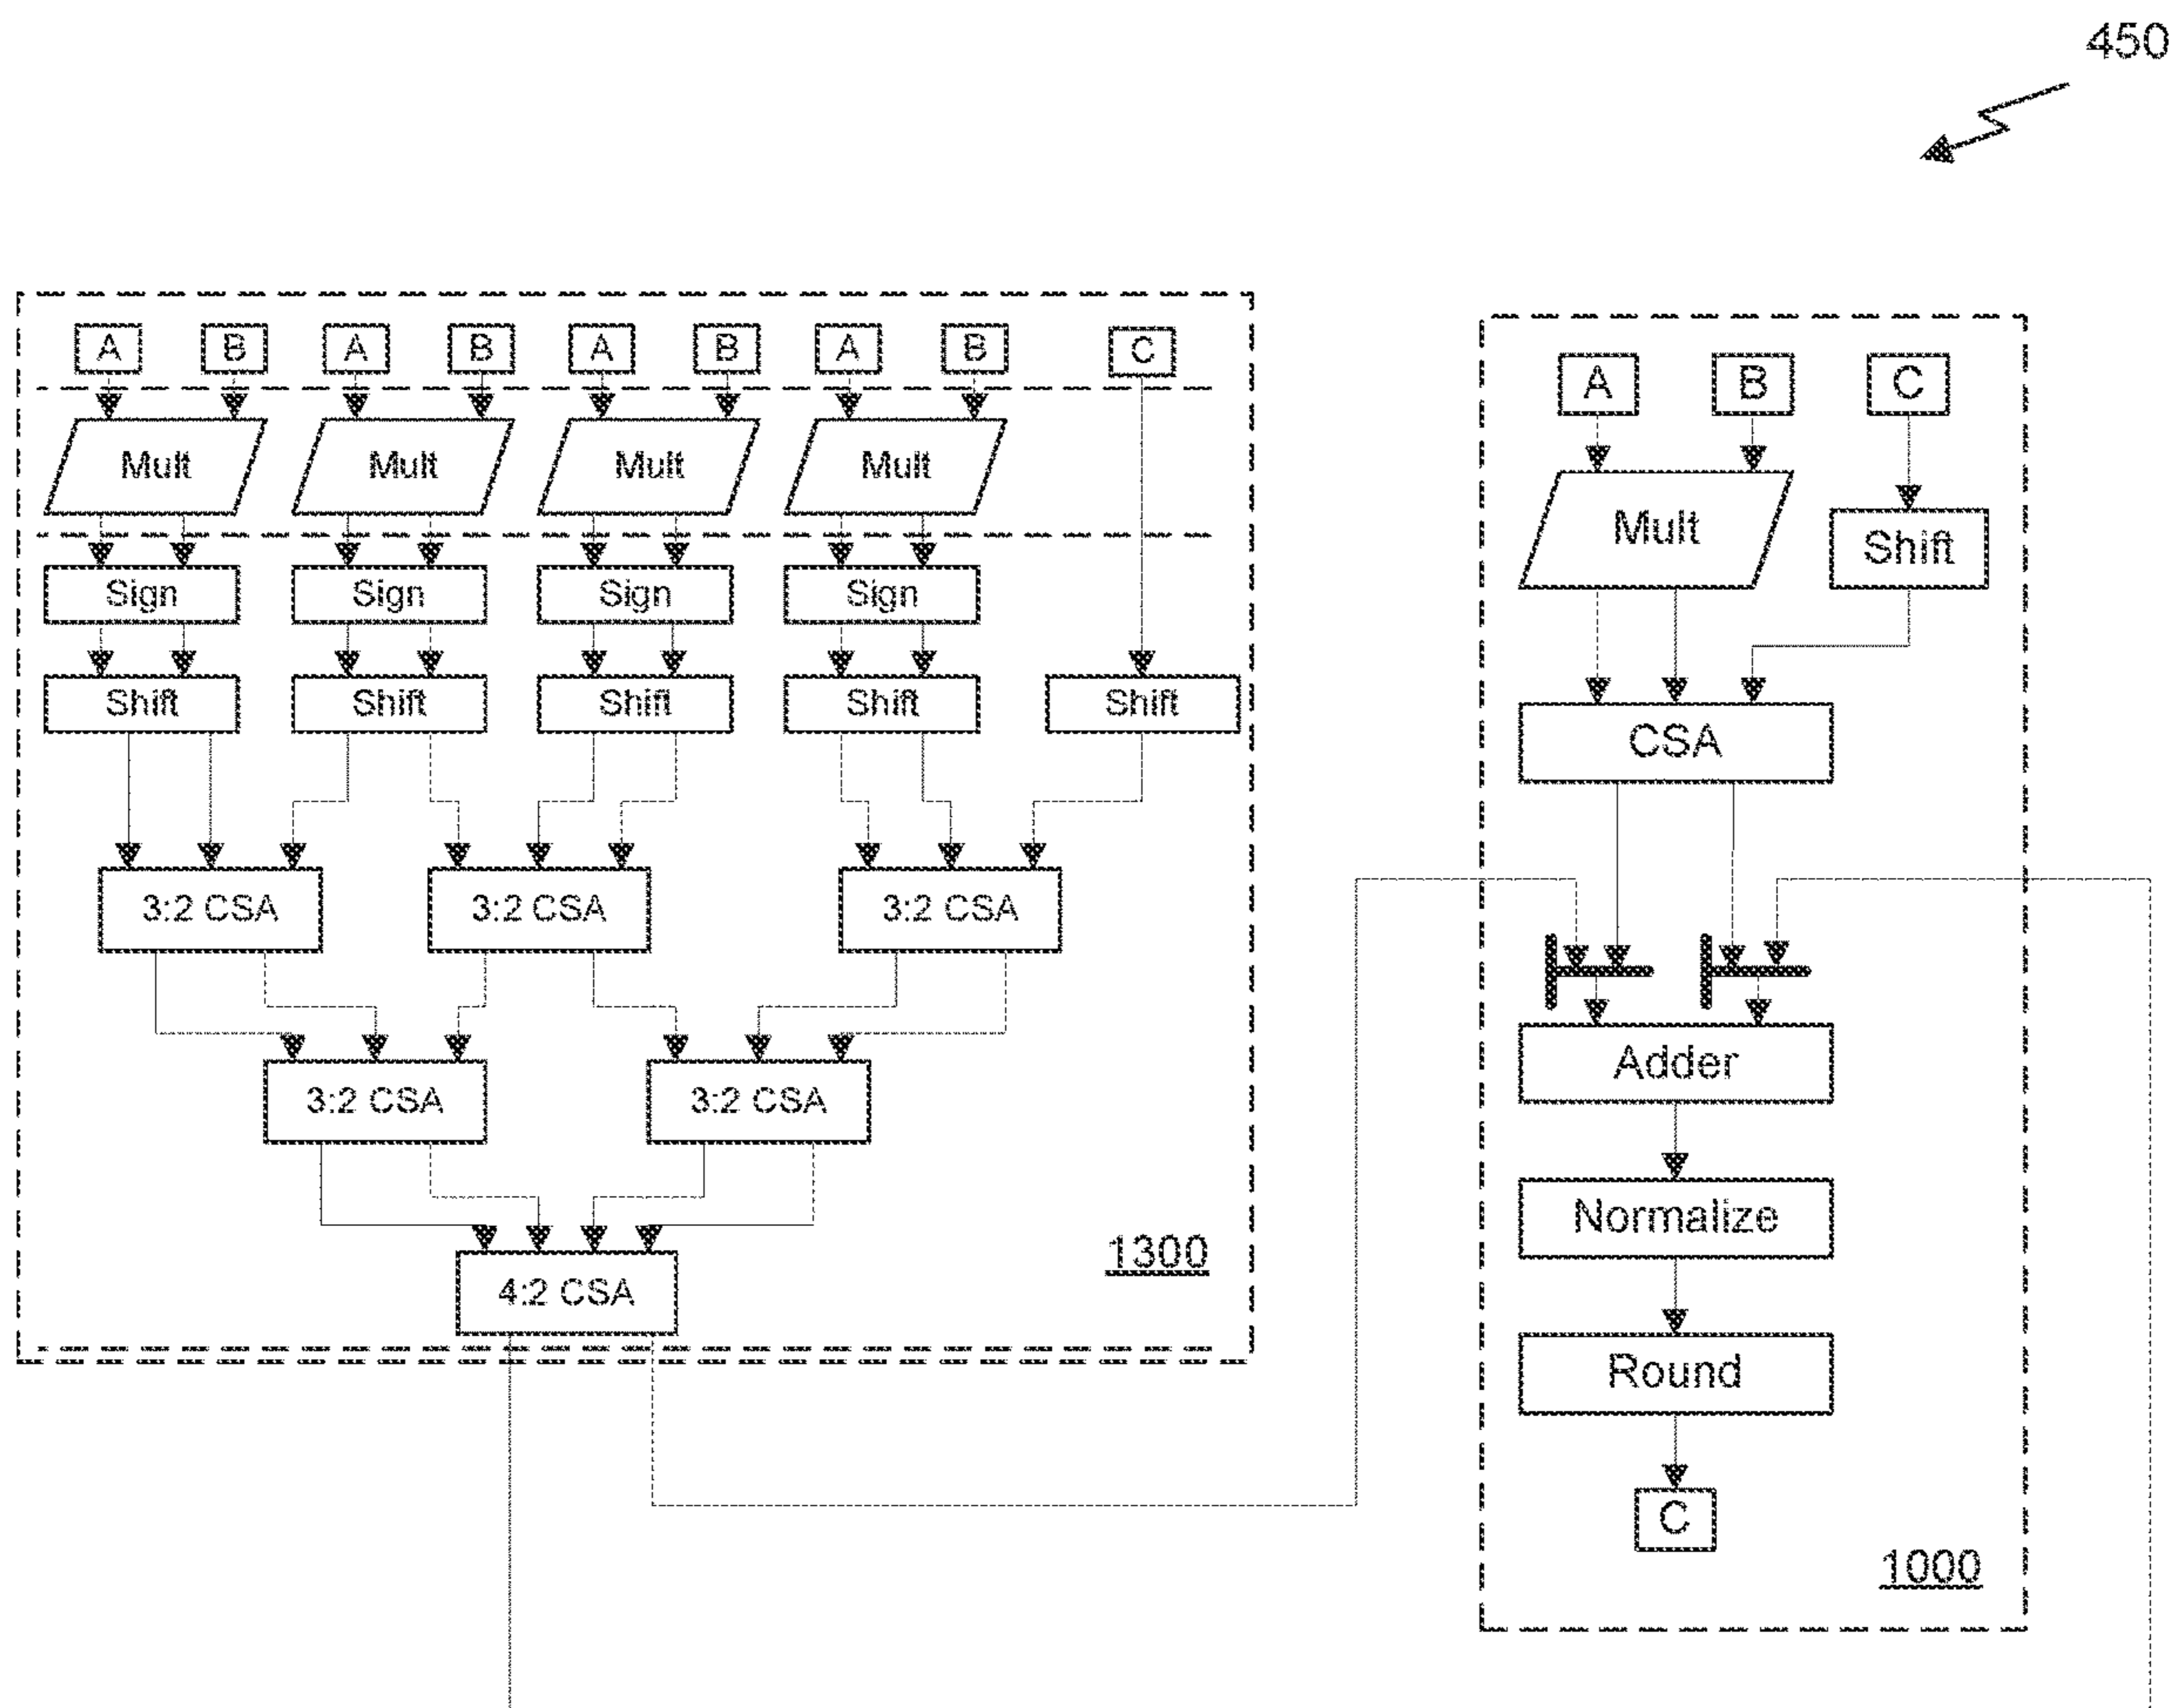 450
A B A B A B A B C
Mult Mult Mult Mult
Sign Sign Sign Sign
Shift Shift Shift Shift Shift
3:2 CSA 3:2 CSA 3:2 CSA
3:2 CSA 3:2 CSA
4:2 CSA
1300
A B C
Mult
Shift
CSA
Adder
Normalize
Round
C
1000